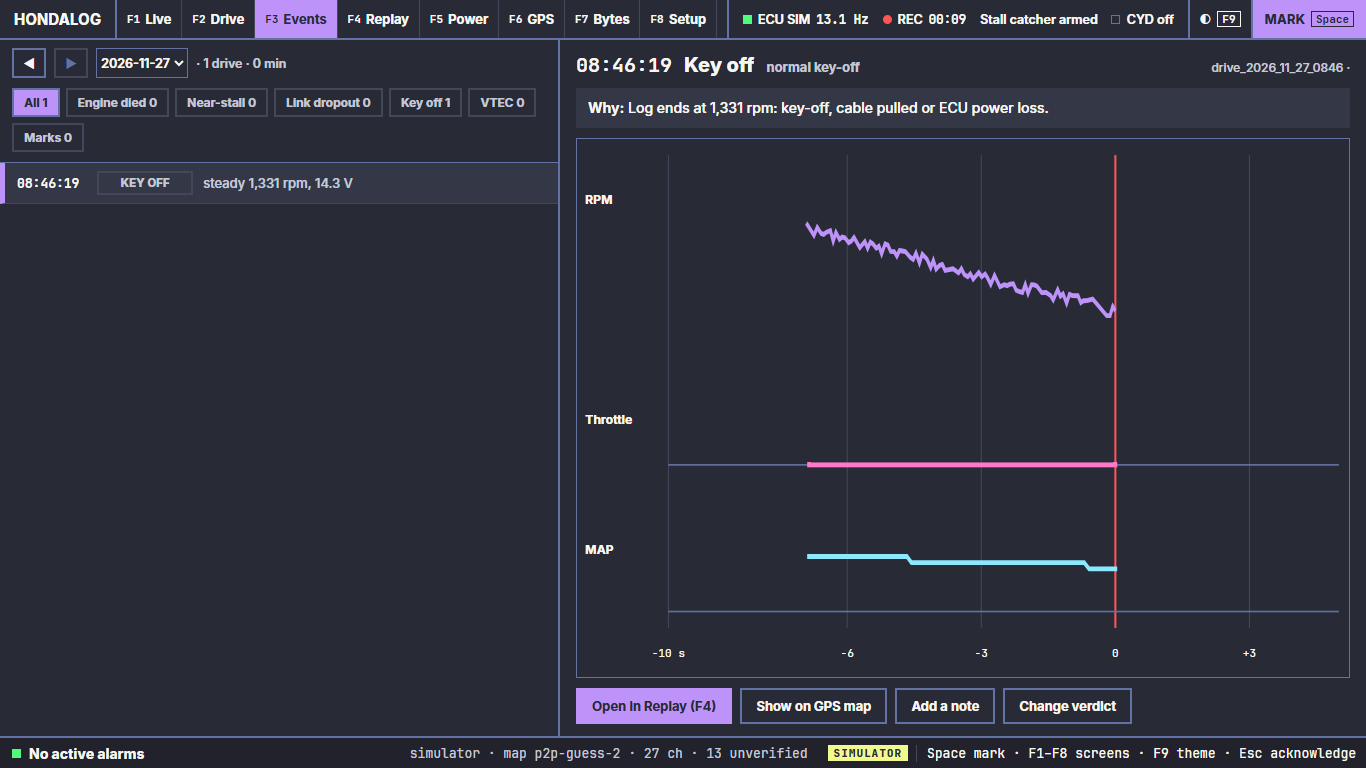 HONDALOG F1 Live F2 Drive F3 Events F4 Replay F5 Power F6 GPS F7 Bytes F8 Setup ECU SIM 13.1 Hz REC 00:09 Stall catcher armed CYD off F9 MARK Space
2026-11-27 · 1 drive · 0 min
All 1 Engine died 0 Near-stall 0 Link dropout 0 Key off 1 VTEC 0
Marks 0
08:46:19 KEY OFF steady 1,331 rpm, 14.3 V
08:46:19 Key off normal key-off drive_2026_11_27_0846 ·
Why: Log ends at 1,331 rpm: key-off, cable pulled or ECU power loss.
RPM
Throttle
MAP
-10 s -6 -3 0 +3
Open in Replay (F4) Show on GPS map Add a note Change verdict
No active alarms simulator · map p2p-guess-2 · 27 ch · 13 unverified SIMULATOR Space mark · F1-F8 screens · F9 theme · Esc acknowledge